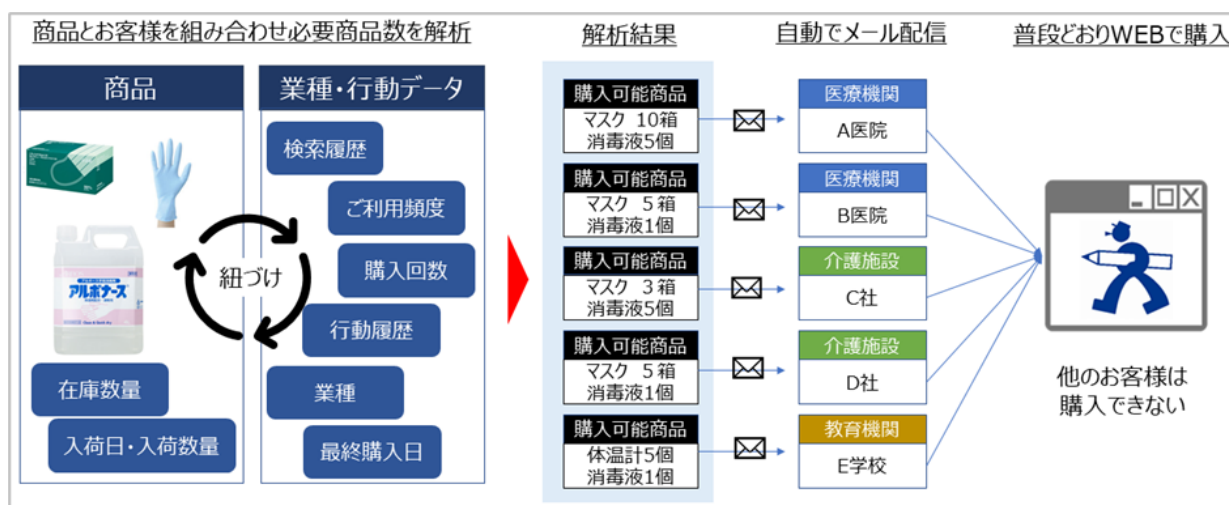 商品とお客様を組み合わせ必要商品数を解析
商品
アルボナース
在庫数量
入荷日・入荷数量
紐づけ
業種・行動データ
検索履歴
ご利用頻度
購入回数
行動履歴
業種
最終購入日
解析結果
購入可能商品
マスク 10箱
消毒液5個
購入可能商品
マスク 5箱
消毒液1個
購入可能商品
マスク 3箱
消毒液5個
購入可能商品
マスク 5箱
消毒液1個
購入可能商品
体温計5個
消毒液1個
自動でメール配信
医療機関
A医院
医療機関
B医院
介護施設
C社
介護施設
D社
教育機関
E学校
普段どおりWEBで購入
他のお客様は
購入できない